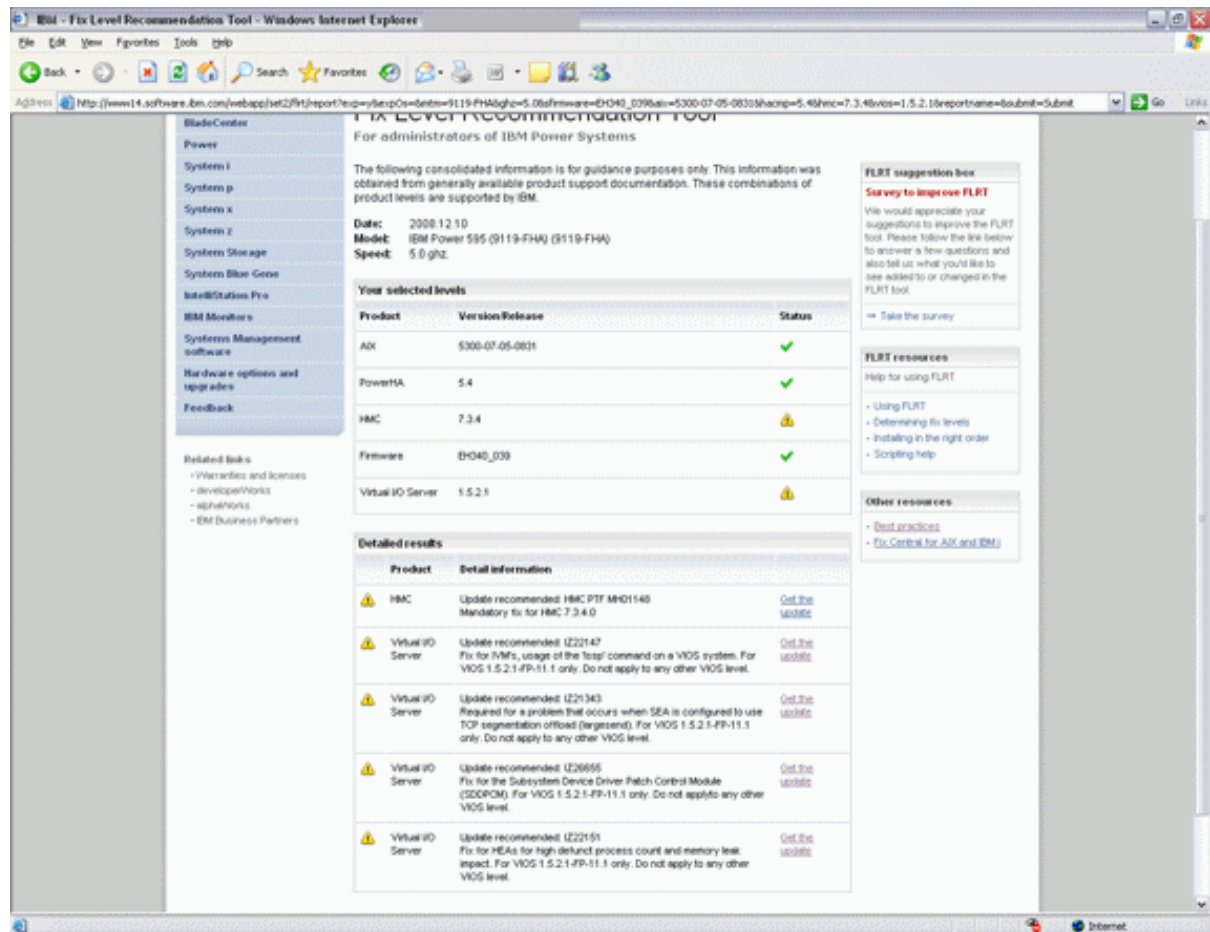 IBM - Fix Level Recommendation Tool - Windows Internet Explorer
File Edit View Favorites Tools Help
Back Search Favorites
Address http://www14.software.ibm.com/webapp/set2/flrt/report?
Go Links
Fix Level Recommendation Tool
For administrators of IBM Power Systems
The following consolidated information is for guidance purposes only. This information was
obtained from generally available product support documentation. These combinations of
product levels are supported by IBM.
Date: 2008.12.10
Model: IBM Power 595 (9119-FHA) (9119-FHA)
Speed: 5.0 ghz.
BladeCenter
Power
System i
System p
System x
System z
System Storage
System Blue Gene
IntelliStation Pro
IBM Monitors
Systems Management
software
Hardware options and
upgrades
Feedback
Related links
- Warranties and licenses
- developerWorks
- alphaWorks
- IBM Business Partners
Your selected levels
Product Version/Release Status
AIX 5300-07-05-0831
PowerHA 5.4
HMC 7.3.4
Firmware EH340_039
Virtual I/O Server 1.5.2.1
Detailed results
Product Detail information
HMC Update recommended: HMC PTF MH01148 Get the
Mandatory fix for HMC 7.3.4.0 update
Virtual I/O Update recommended: IZ22147 Get the
Server Fix for IVM's, usage of the 'lssp' command on a VIOS system. For update
VIOS 1.5.2.1-FP-11.1 only. Do not apply to any other VIOS level.
Virtual I/O Update recommended: IZ21343 Get the
Server Required for a problem that occurs when SEA is configured to use update
TCP segmentation offload (largesend). For VIOS 1.5.2.1-FP-11.1
only. Do not apply to any other VIOS level.
Virtual I/O Update recommended: Get the
Server Fix for the Subsystem Device Driver Patch Control Module update
(SDDPCM). For VIOS 1.5.2.1-FP-11.1 only. Do not applyto any other
VIOS level.
Virtual I/O Update recommended: IZ22151 Get the
Server Fix for HEAs for high defunct process count and memory leak update
impact. For VIOS 1.5.2.1-FP-11.1 only. Do not apply to any other
VIOS level.
FLRT suggestion box
Survey to improve FLRT
We would appreciate your
suggestions to improve the FLRT
tool. Please follow the link below
to answer a few questions and
also tell us what you'd like to
see added to or changed in the
FLRT tool.
→ Take the survey
FLRT resources
Help for using FLRT
- Using FLRT
- Determining fix levels
- Installing in the right order
- Scripting help
Other resources
- Best practices
- Fix Central for AIX and IBM i
Internet